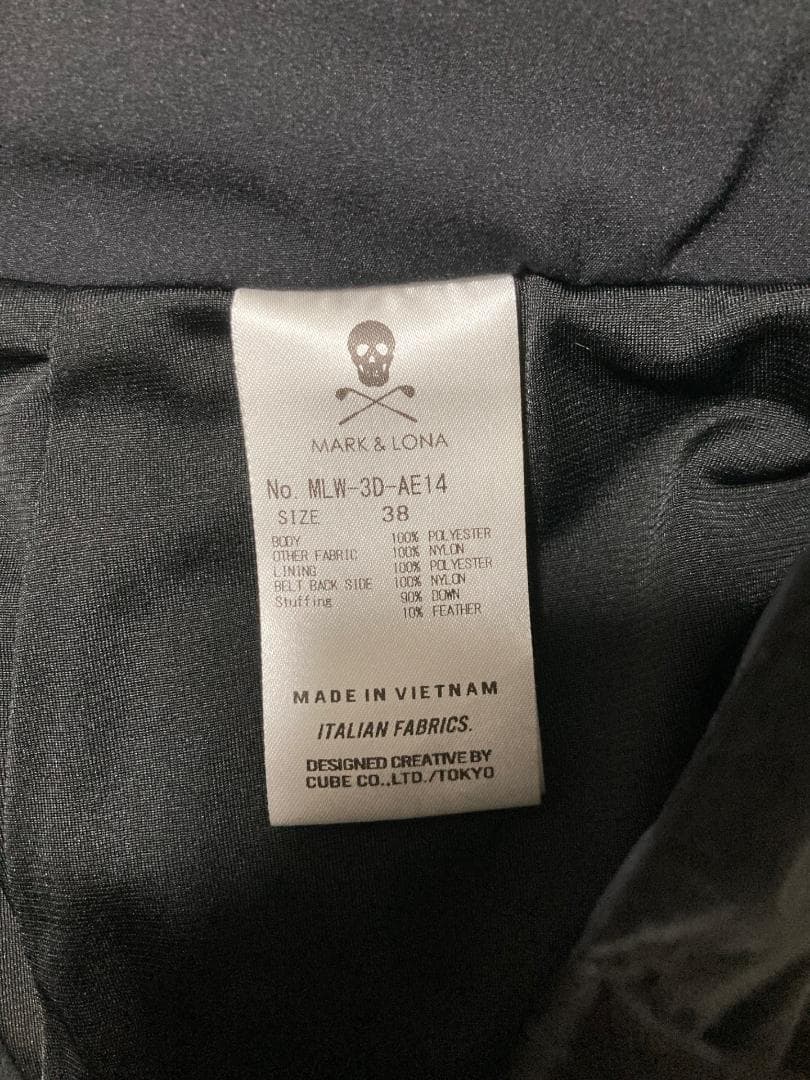 MARK & LONA
No. MLW-3D-AE14
SIZE 38
BODY 100% POLYESTER
OTHER FABRIC 100% NYLON
LINING 100% POLYESTER
BELT BACK SIDE 100% NYLON
Stuffing 90% DOWN
10% FEATHER
MADE IN VIETNAM
ITALIAN FABRICS.
DESIGNED CREATIVE BY
CUBE CO.,LTD./TOKYO